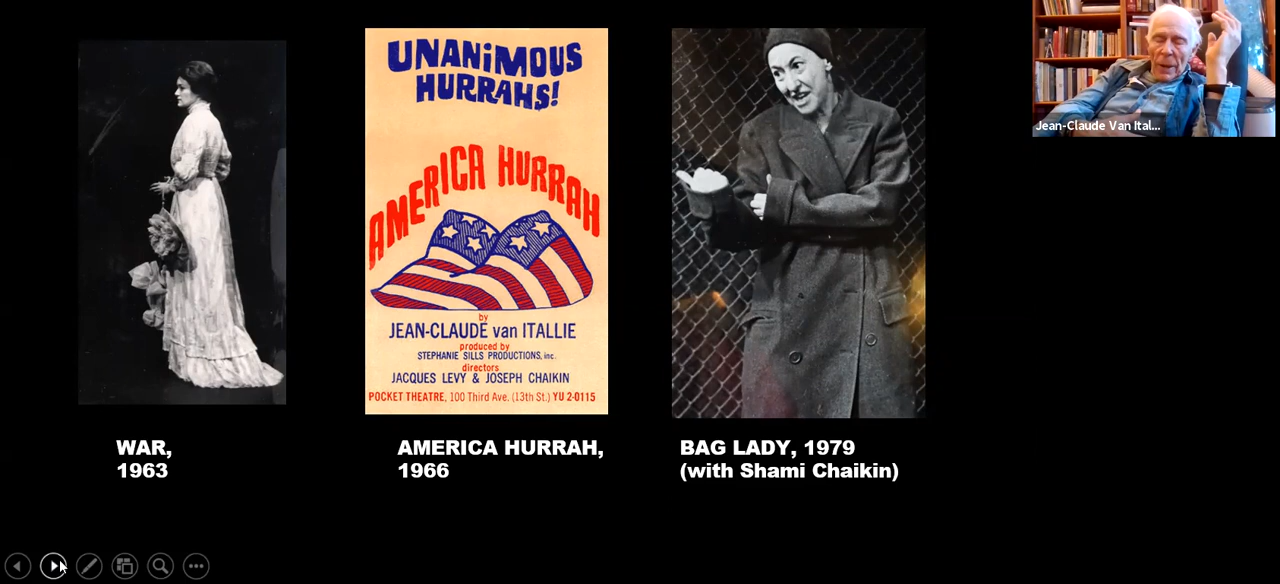 UNANiMOUS
HURRAHS!
AMERICA HURRAH
by
JEAN-CLAUDE van ITALLIE
produced by
STEPHANIE SILLS PRODUCTIONS, inc.
directors
JACQUES LEVY & JOSEPH CHAIKIN
POCKET THEATRE, 100 Third Ave. (13th St.) YU 2-0115
Jean-Claude Van Ital...
WAR,
1963
AMERICA HURRAH,
1966
BAG LADY, 1979
(with Shami Chaikin)